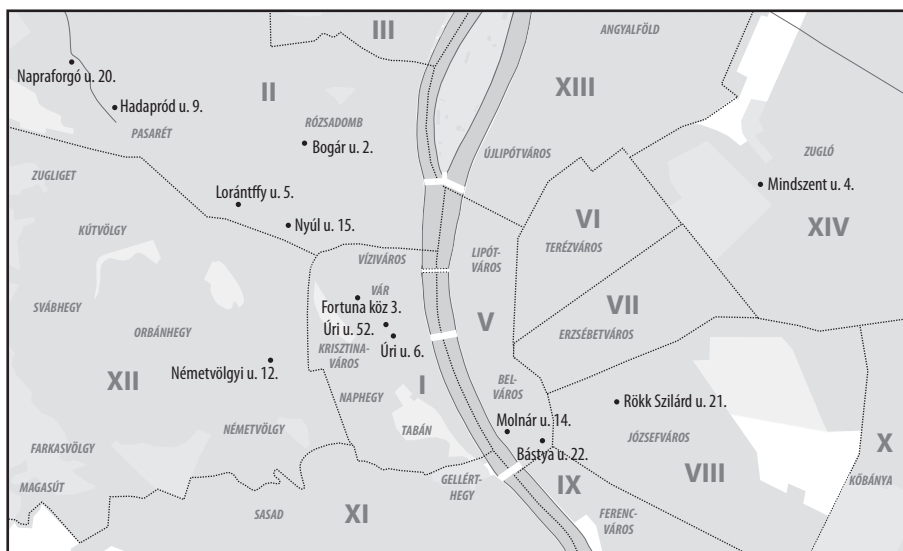 III
ANGYALFÖLD
Napraforgó u. 20.
II
XIII
Hadapród u. 9.
PASARÉT
RÓZSADOMB
Bogár u. 2.
ÚJLIPÓTVÁROS
ZUGLÓ
ZUGLIGET
Lorántffy u. 5.
Mindszent u. 4.
KÚTVÖLGY
Nyúl u. 15.
VI
XIV
VÍZIVÁROS
LIPÓT-
VÁROS
TERÉZVÁROS
VÁR
SVÁBHEGY
Fortuna köz 3.
VII
ORBÁNHEGY
Úri u. 52.
V
ERZSÉBETVÁROS
KRISZTINA-
VÁROS
Úri u. 6.
XII
Németvölgyi u. 12.
I
BEL-
VÁROS
NAPHEGY
Rökk Szilárd u. 21.
NÉMETVÖLGY
TABÁN
Molnár u. 14.
JÓZSEFVÁROS
X
FARKASVÖLGY
Bástya u. 22.
VIII
KŐBÁNYA
MAGASÚT
GELLÉRT-
HEGY
IX
SASAD
XI
FERENC-
VÁROS